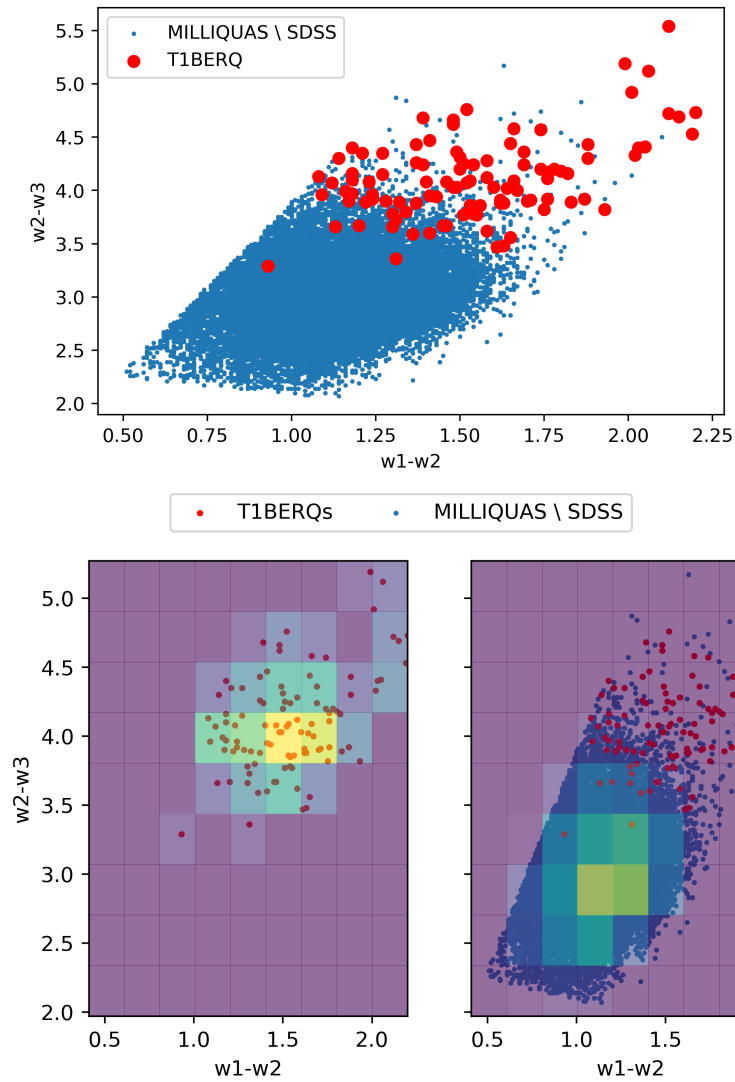 MILLIQUAS \ SDSS
T1BERQ
5.5
5.0
4.5
4.0
3.5
3.0
2.5
2.0
w2-w3
0.50 0.75 1.00 1.25 1.50 1.75 2.00 2.25
w1-w2
T1BERQs MILLIQUAS \ SDSS
5.0
4.5
4.0
3.5
3.0
2.5
2.0
w2-w3
0.5 1.0 1.5 2.0
w1-w2
0.5 1.0 1.5
w1-w2